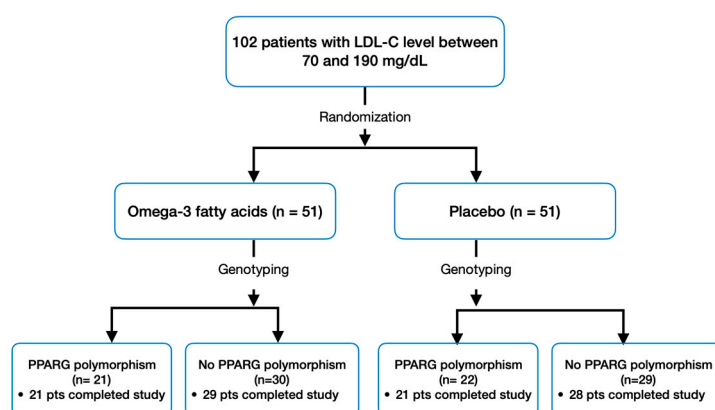 102 patients with LDL-C level between
70 and 190 mg/dL
Randomization
Omega-3 fatty acids (n = 51)
Placebo (n = 51)
Genotyping
Genotyping
PPARG polymorphism
(n= 21)
• 21 pts completed study
No PPARG polymorphism
(n=30)
• 29 pts completed study
PPARG polymorphism
(n= 22)
• 21 pts completed study
No PPARG polymorphism
(n=29)
• 28 pts completed study